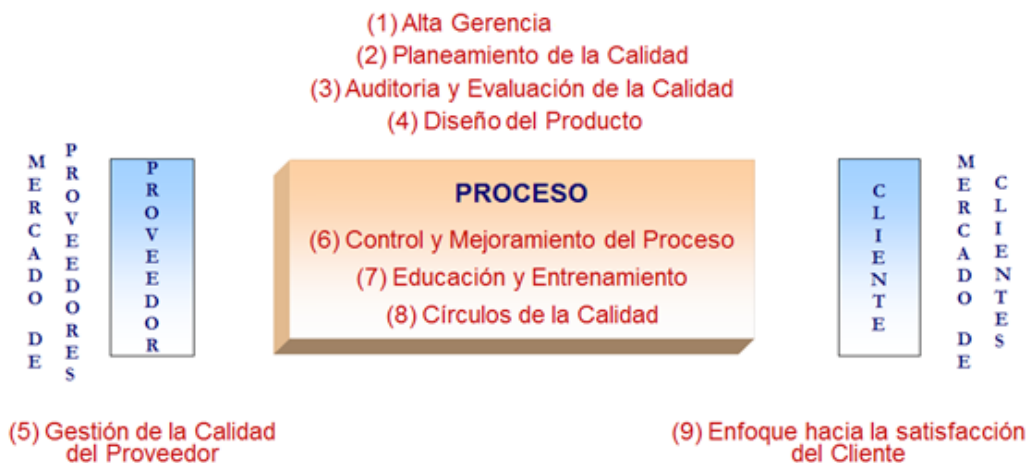 (1) Alta Gerencia
(2) Planeamiento de la Calidad
(3) Auditoria y Evaluación de la Calidad
(4) Diseño del Producto
MERCADO DE
PROVEEDORES
PROVEEDOR
PROCESO
(6) Control y Mejoramiento del Proceso
(7) Educación y Entrenamiento
(8) Círculos de la Calidad
CLIENTE
MERCADO DE
CLIENTES
(5) Gestión de la Calidad
del Proveedor
(9) Enfoque hacia la satisfacción
del Cliente